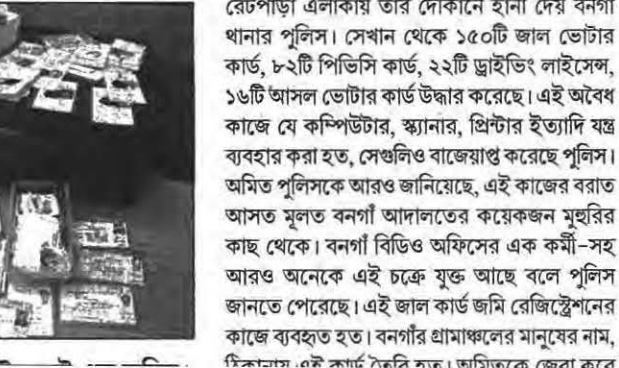 রেটপাড়া এলাকায় তার দোকানে হানা দেয় বনগাঁ
থানার পুলিস। সেখান থেকে ১৫০টি জাল ভোটার
কার্ড, ৮২টি পিভিসি কার্ড, ২২টি ড্রাইভিং লাইসেন্স,
১৬টি আসল ভোটার কার্ড উদ্ধার করেছে। এই অবৈধ
কাজে যে কম্পিউটার, স্ক্যানার, প্রিন্টার ইত্যাদি যন্ত্র
ব্যবহার করা হত, সেগুলিও বাজেয়াপ্ত করেছে পুলিস।
অমিত পুলিসকে আরও জানিয়েছে, এই কাজের বরাত
আসত মূলত বনগাঁ আদালতের কয়েকজন মুহুরির
কাছ থেকে। বনগাঁ বিডিও অফিসের এক কর্মী-সহ
আরও অনেকে এই চক্রে যুক্ত আছে বলে পুলিস
জানতে পেরেছে। এই জাল কার্ড জমি রেজিস্ট্রেশনের
কাজে ব্যবহৃত হত। বনগাঁর গ্রামাঞ্চলের মানুষের নাম,
ঠিকানায় এই কার্ড তৈরি হত। অমিতকে জেরা করে